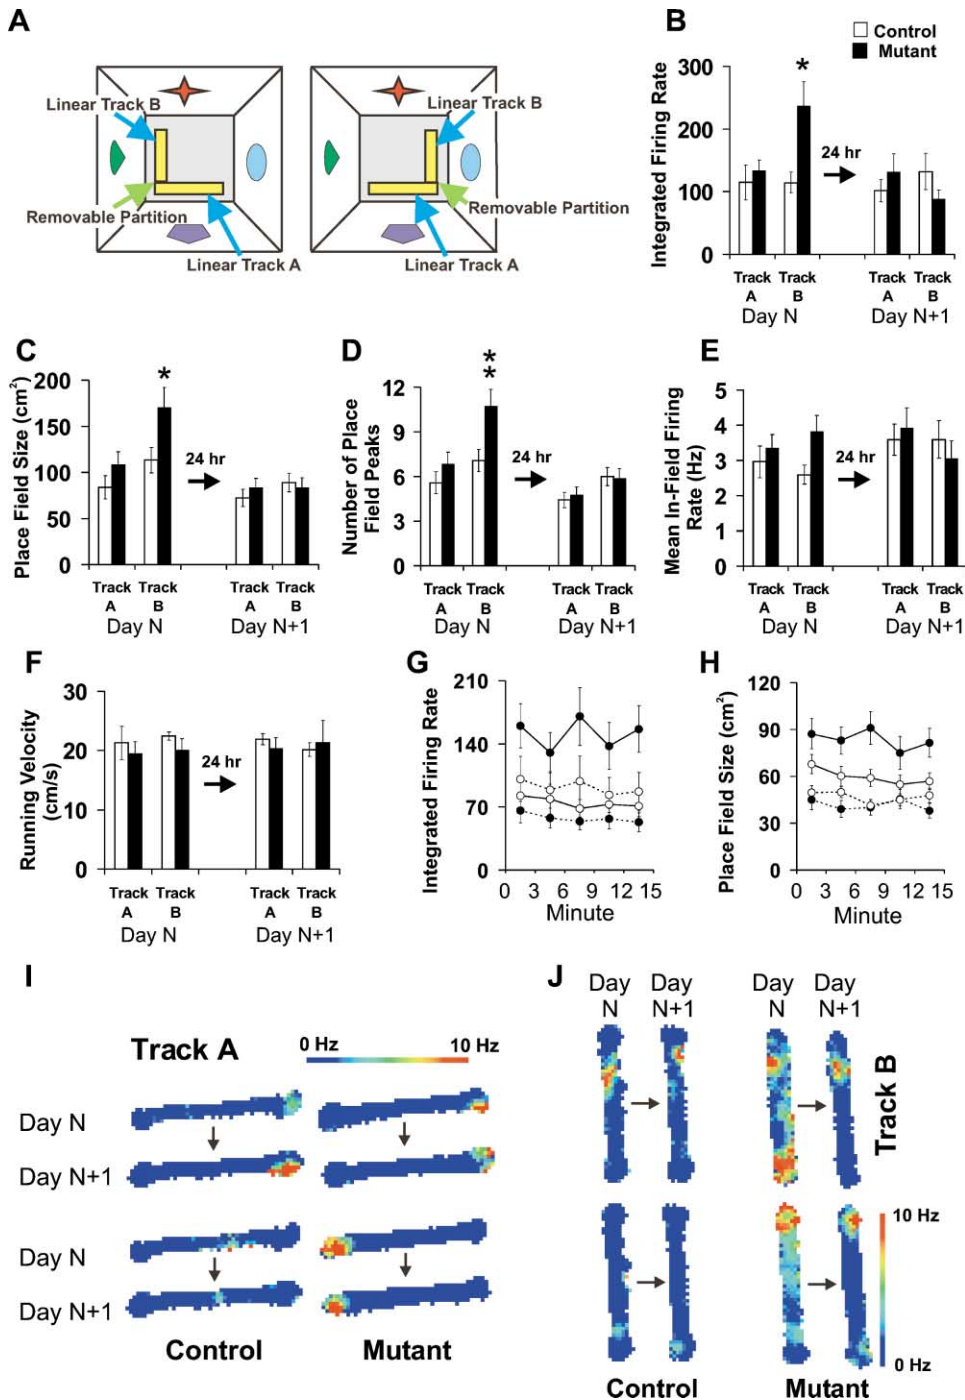 A
Linear Track B
Removable Partition
Linear Track A
Linear Track B
Removable Partition
Linear Track A
B
Control
Mutant
Integrated Firing Rate
300
200
100
0
*
24 hr
Track A
Track B
Track A
Track B
Day N
Day N+1
C
Place Field Size (cm²)
200
150
100
50
0
*
24 hr
Track A
Track B
Track A
Track B
Day N
Day N+1
D
Number of Place
Field Peaks
12
9
6
3
0
*
*
24 hr
Track A
Track B
Track A
Track B
Day N
Day N+1
E
Mean In-Field Firing
Rate (Hz)
5
4
3
2
1
0
24 hr
Track A
Track B
Track A
Track B
Day N
Day N+1
F
Running Velocity
(cm/s)
30
20
10
0
24 hr
Track A
Track B
Track A
Track B
Day N
Day N+1
G
Integrated Firing Rate
210
140
70
0
0 3 6 9 12 15
Minute
H
Place Field Size (cm²)
120
90
60
30
0
0 3 6 9 12 15
Minute
I
Track A
0 Hz 10 Hz
Day N
Day N+1
Day N
Day N+1
Control Mutant
J
Day N
Day N+1
Day N
Day N+1
Track B
10 Hz
0 Hz
Control Mutant